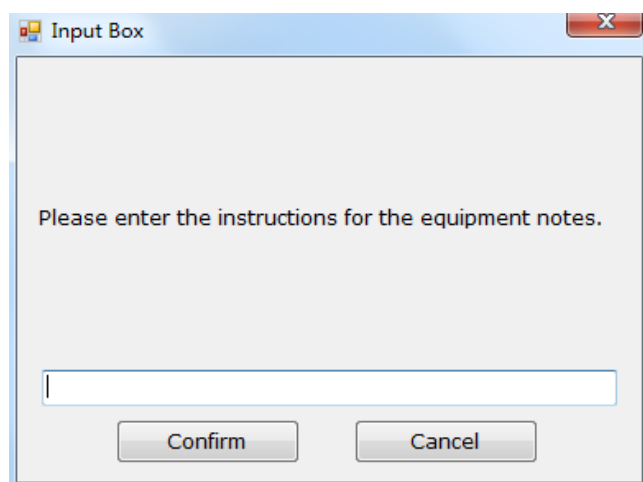 Input Box
Please enter the instructions for the equipment notes.
Confirm
Cancel